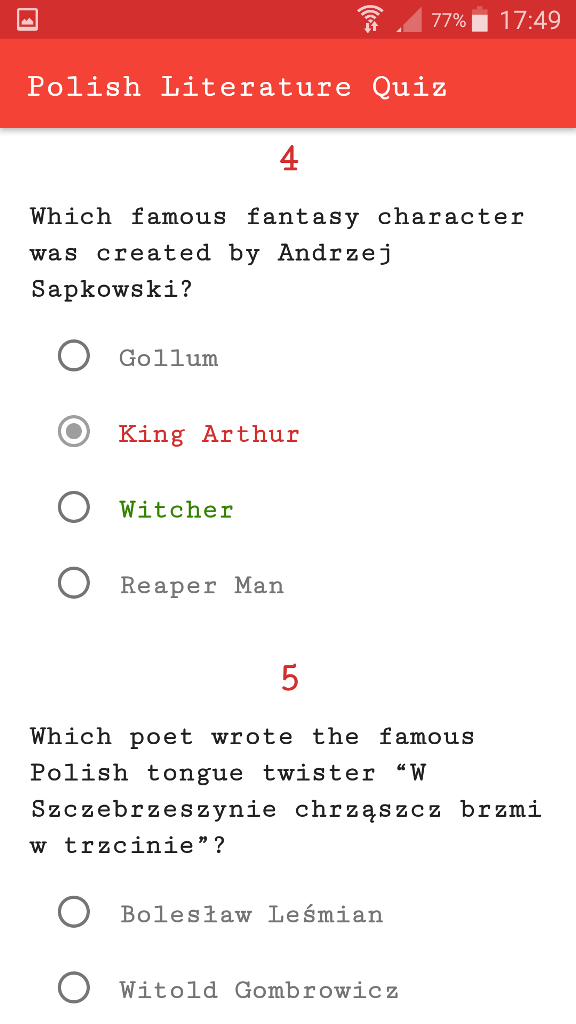 77% 17:49
Polish Literature Quiz
4
Which famous fantasy character
was created by Andrzej
Sapkowski?
Gollum
King Arthur
Witcher
Reaper Man
5
Which poet wrote the famous
Polish tongue twister “W
Szczebrzeszynie chrząszcz brzmi
w trzcinie”?
Bolesław Leśmian
Witold Gombrowicz